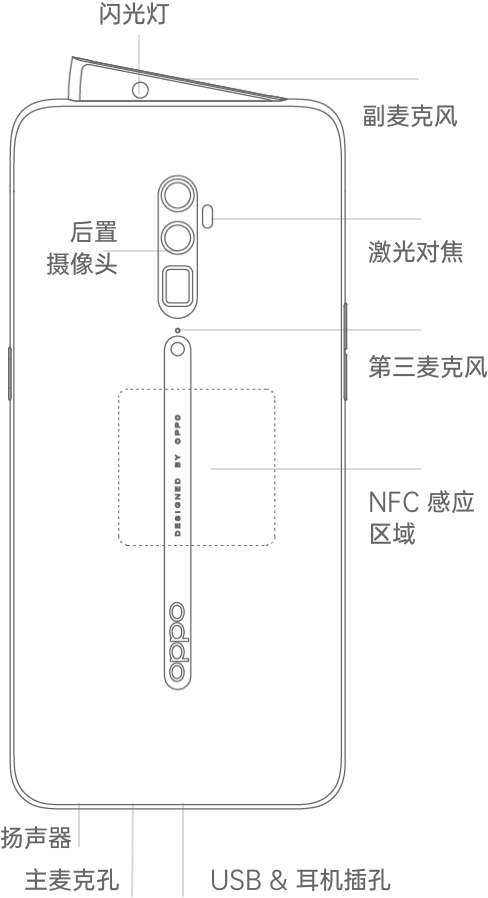 闪光灯
副麦克风
后置
摄像头
激光对焦
第三麦克风
DESIGNED BY OPPO
NFC 感应
区域
oppo
扬声器
主麦克孔
USB & 耳机插孔